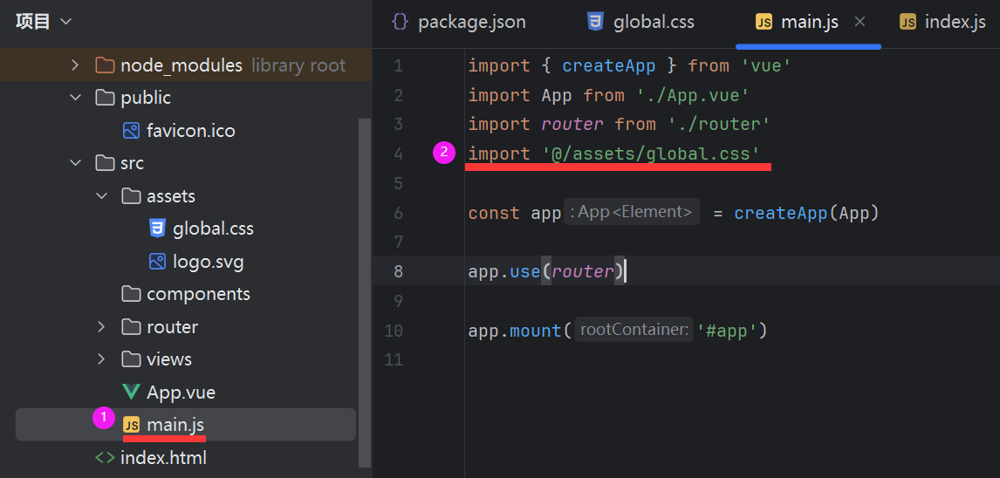 项目
node_modules library root
public
favicon.ico
src
assets
global.css
logo.svg
components
router
views
App.vue
1
JS main.js
<> index.html
{} package.json global.css JS main.js × JS index.js
1 import { createApp } from 'vue'
2 import App from './App.vue'
3 import router from './router'
2
4 import '@/assets/global.css'
5
6 const app : App<Element> = createApp(App)
7
8 app.use(router)
9
10 app.mount( rootContainer: '#app')
11